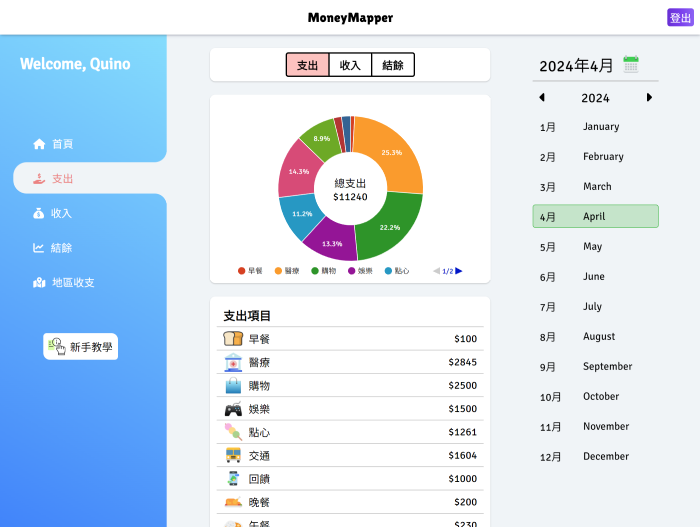 MoneyMapper
登出
Welcome, Quino
首頁
支出
收入
結餘
地區收支
新手教學
支出 收入 結餘
25.3%
22.2%
13.3%
11.2%
14.3%
8.9%
總支出
$11240
早餐 醫療 購物 娛樂 點心 1/2
支出項目
早餐 $100
醫療 $2845
購物 $2500
娛樂 $1500
點心 $1261
交通 $1604
回饋 $1000
晚餐 $200
午餐 $230
2024年4月
2024
1月 January
2月 February
3月 March
4月 April
5月 May
6月 June
7月 July
8月 August
9月 September
10月 October
11月 November
12月 December